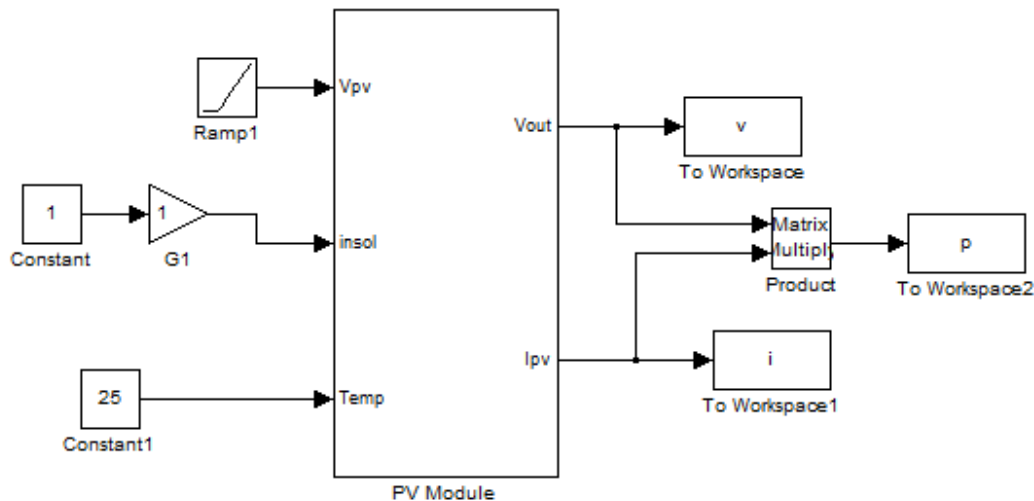 Vpv
Ramp1
1
Constant
1
G1
insol
25
Constant1
Temp
PV Module
Vout
Ipv
v
To Workspace
Matrix
Multiply
Product
p
To Workspace2
i
To Workspace1